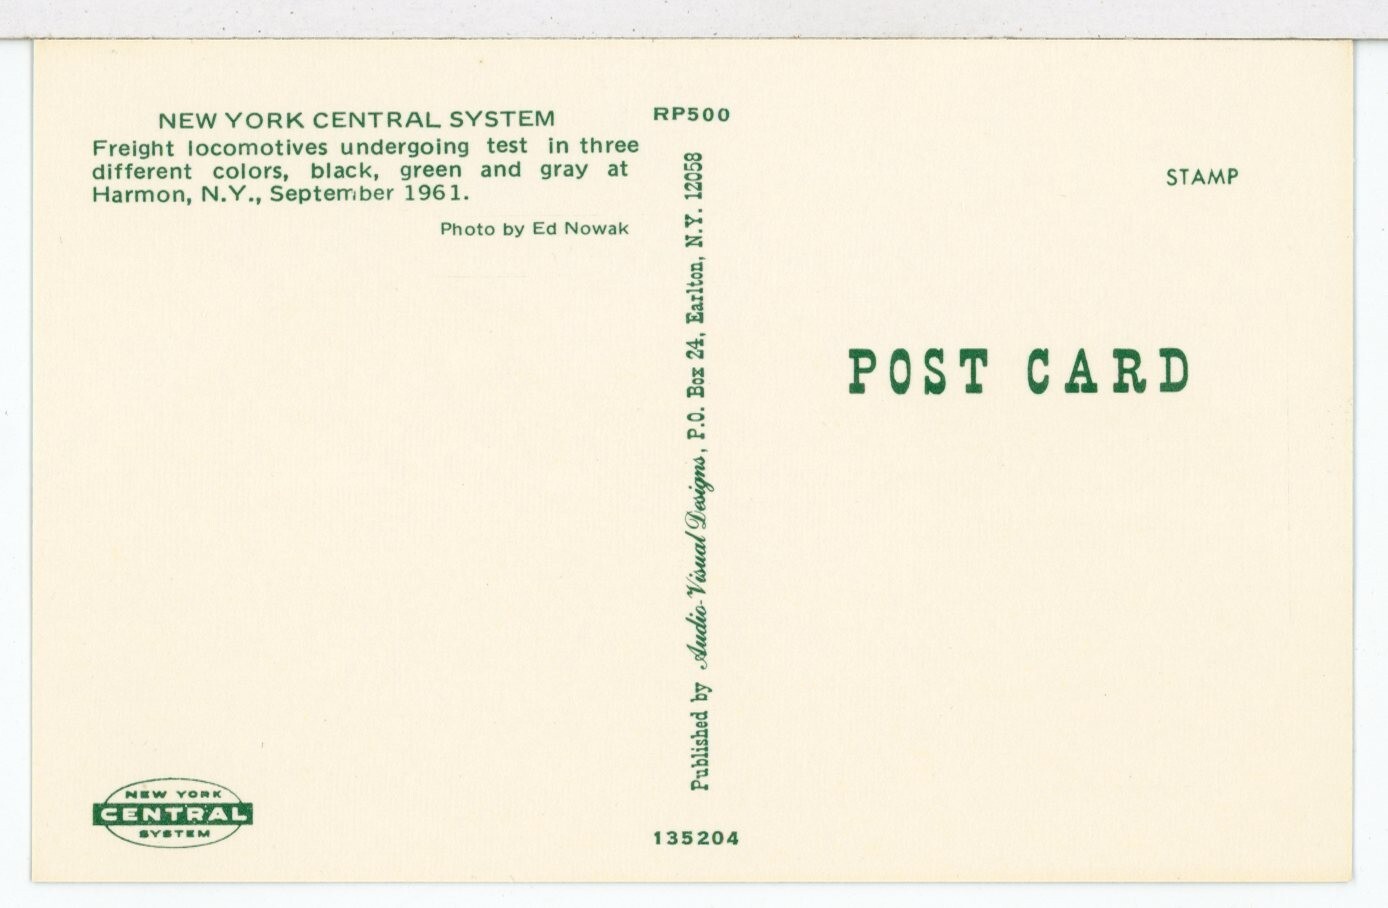 NEW YORK CENTRAL SYSTEM
Freight locomotives undergoing test in three
different colors, black, green and gray at
Harmon, N.Y., September 1961.
Photo by Ed Nowak
NEW YORK
CENTRAL
SYSTEM
RP500
Published by Audio-Visual Designs, P.O. Box 24, Earlton, N.Y. 12058
135204
STAMP
POST CARD